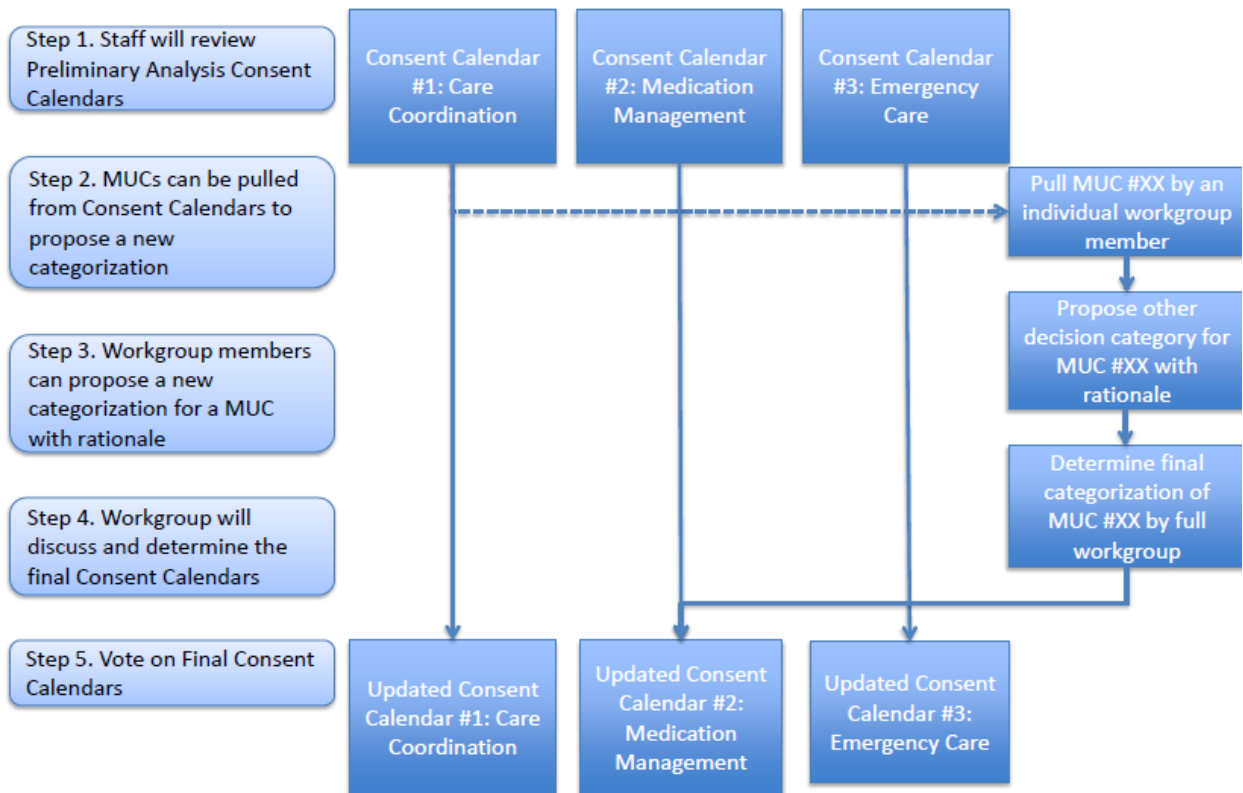 Step 1. Staff will review
Preliminary Analysis Consent
Calendars
Consent Calendar
#1: Care
Coordination
Consent Calendar
#2: Medication
Management
Consent Calendar
#3: Emergency
Care
Step 2. MUCs can be pulled
from Consent Calendars to
propose a new
categorization
Pull MUC #XX by an
individual workgroup
member
Step 3. Workgroup members
can propose a new
categorization for a MUC
with rationale
Propose other
decision category for
MUC #XX with
rationale
Step 4. Workgroup will
discuss and determine the
final Consent Calendars
Determine final
categorization of
MUC #XX by full
workgroup
Step 5. Vote on Final Consent
Calendars
Updated Consent
Calendar #1: Care
Coordination
Updated Consent
Calendar #2:
Medication
Management
Updated Consent
Calendar #3:
Emergency Care